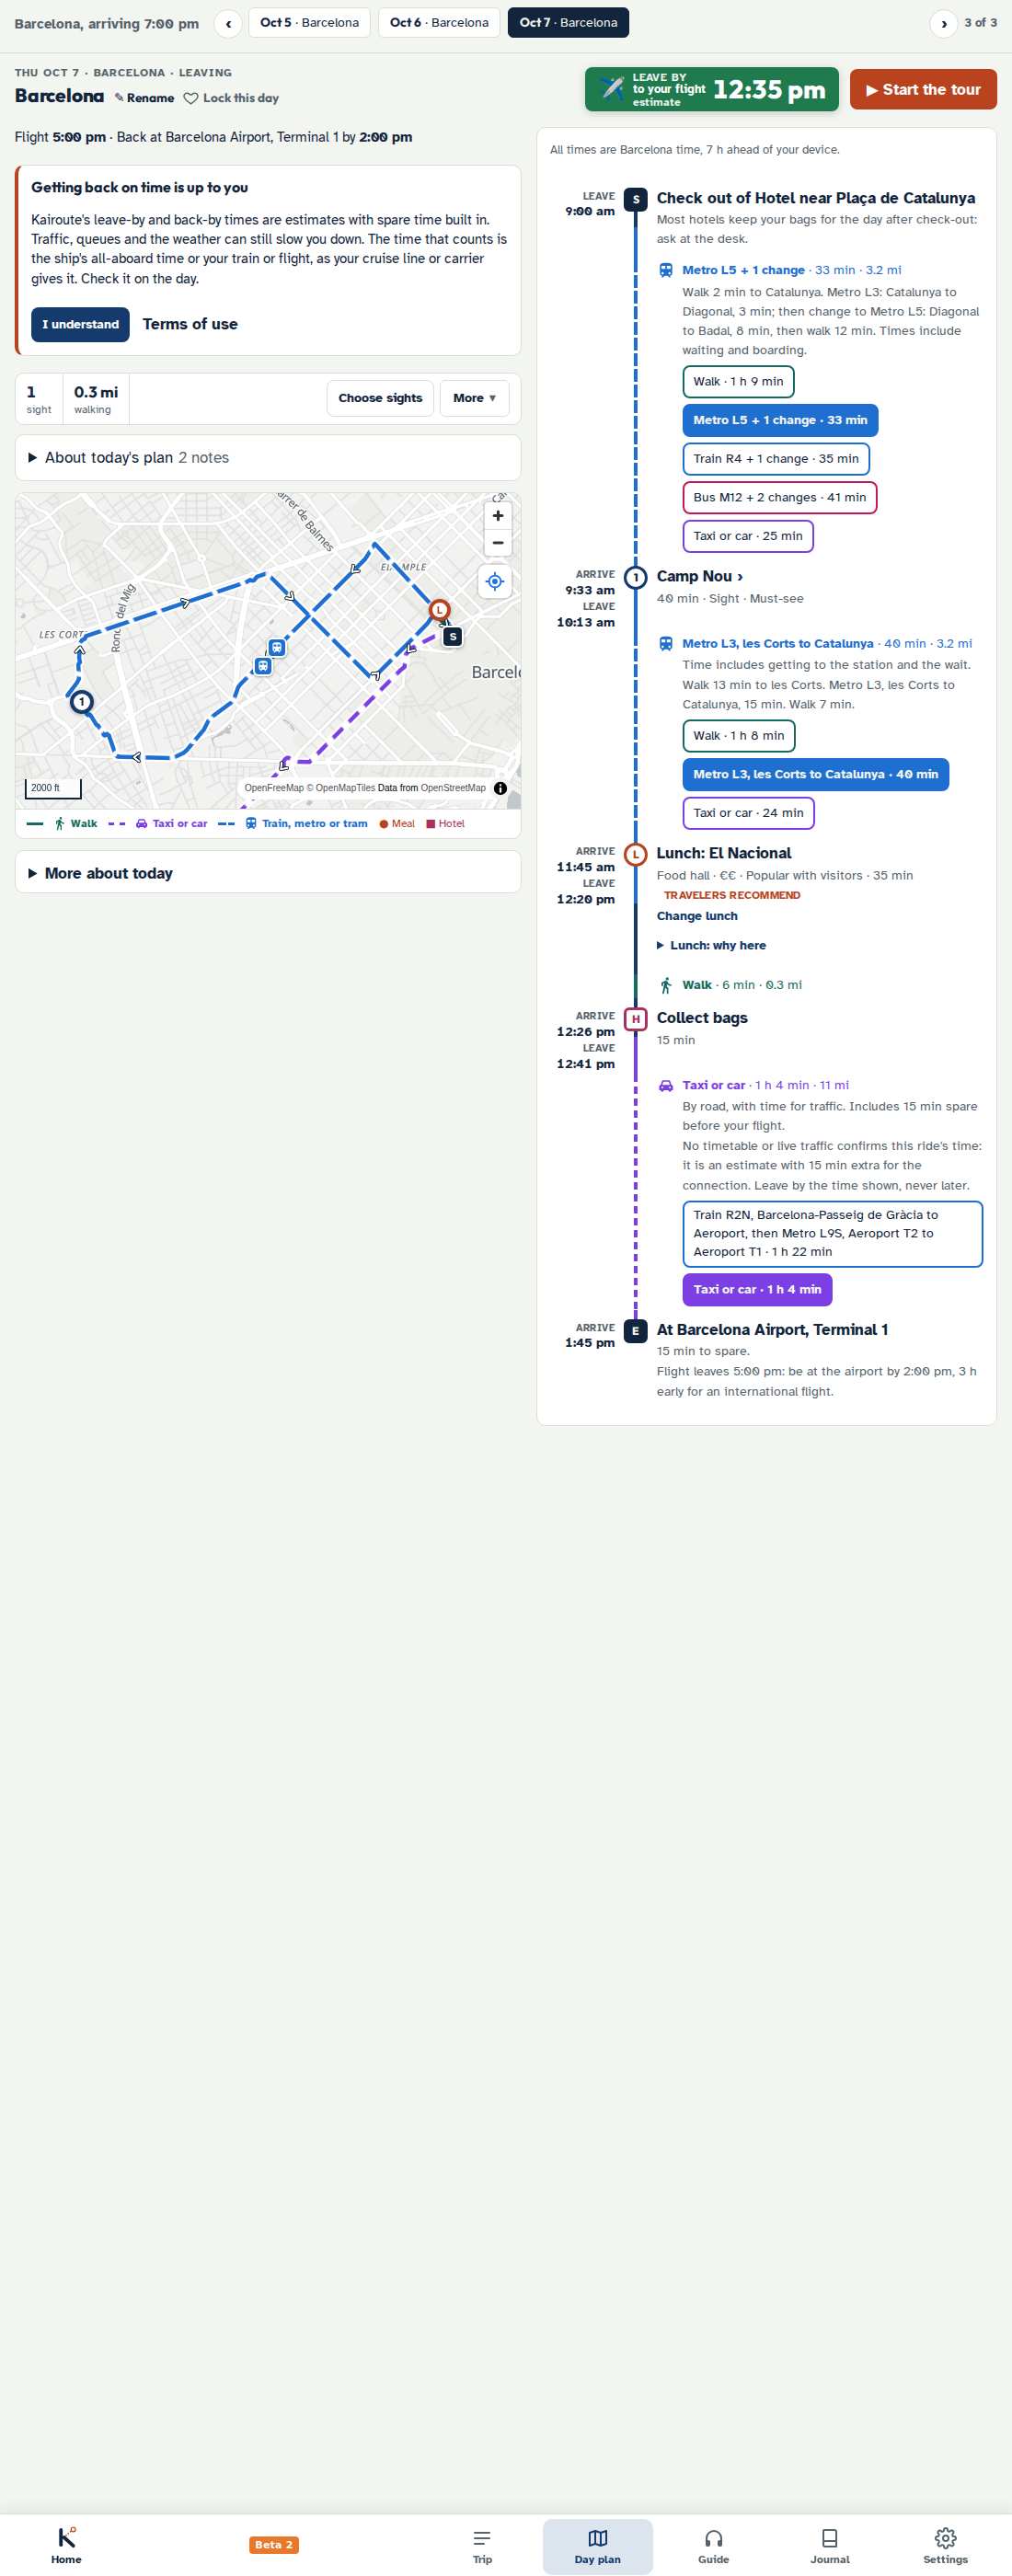 Barcelona, arriving 7:00 pm
‹
Oct 5 · Barcelona
Oct 6 · Barcelona
Oct 7 · Barcelona
›
3 of 3
THU OCT 7 · BARCELONA · LEAVING
Barcelona
✎ Rename
Lock this day
LEAVE BY
to your flight
estimate
12:35 pm
▶ Start the tour
Flight 5:00 pm · Back at Barcelona Airport, Terminal 1 by 2:00 pm
Getting back on time is up to you
Kairoute's leave-by and back-by times are estimates with spare time built in.
Traffic, queues and the weather can still slow you down. The time that counts is
the ship's all-aboard time or your train or flight, as your cruise line or carrier
gives it. Check it on the day.
I understand
Terms of use
1
sight
0.3 mi
walking
Choose sights
More ▼
▶ About today's plan 2 notes
Carrer de Balmes
EIXAMPLE
LES CORTS
Ronda del Mig
Barcelo
+
−
L
S
1
2000 ft
OpenFreeMap © OpenMapTiles Data from OpenStreetMap
Walk
Taxi or car
Train, metro or tram
Meal
Hotel
▶ More about today
All times are Barcelona time, 7 h ahead of your device.
LEAVE
9:00 am
S
Check out of Hotel near Plaça de Catalunya
Most hotels keep your bags for the day after check-out:
ask at the desk.
Metro L5 + 1 change · 33 min · 3.2 mi
Walk 2 min to Catalunya. Metro L3: Catalunya to
Diagonal, 3 min; then change to Metro L5: Diagonal
to Badal, 8 min, then walk 12 min. Times include
waiting and boarding.
Walk · 1 h 9 min
Metro L5 + 1 change · 33 min
Train R4 + 1 change · 35 min
Bus M12 + 2 changes · 41 min
Taxi or car · 25 min
ARRIVE
9:33 am
LEAVE
10:13 am
1
Camp Nou ›
40 min · Sight · Must-see
Metro L3, les Corts to Catalunya · 40 min · 3.2 mi
Time includes getting to the station and the wait.
Walk 13 min to les Corts. Metro L3, les Corts to
Catalunya, 15 min. Walk 7 min.
Walk · 1 h 8 min
Metro L3, les Corts to Catalunya · 40 min
Taxi or car · 24 min
ARRIVE
11:45 am
LEAVE
12:20 pm
L
Lunch: El Nacional
Food hall · €€ · Popular with visitors · 35 min
TRAVELERS RECOMMEND
Change lunch
▶ Lunch: why here
Walk · 6 min · 0.3 mi
ARRIVE
12:26 pm
LEAVE
12:41 pm
H
Collect bags
15 min
Taxi or car · 1 h 4 min · 11 mi
By road, with time for traffic. Includes 15 min spare
before your flight.
No timetable or live traffic confirms this ride's time:
it is an estimate with 15 min extra for the
connection. Leave by the time shown, never later.
Train R2N, Barcelona-Passeig de Gràcia to
Aeroport, then Metro L9S, Aeroport T2 to
Aeroport T1 · 1 h 22 min
Taxi or car · 1 h 4 min
ARRIVE
1:45 pm
E
At Barcelona Airport, Terminal 1
15 min to spare.
Flight leaves 5:00 pm: be at the airport by 2:00 pm, 3 h
early for an international flight.
Home
Beta 2
Trip
Day plan
Guide
Journal
Settings